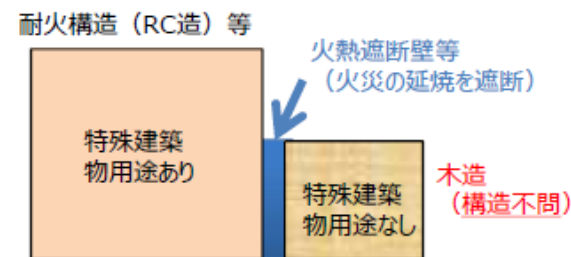 耐火構造（RC造）等
火熱遮断壁等
（火災の延焼を遮断）
特殊建築
物用途あり
特殊建築
物用途なし
木造
（構造不問）